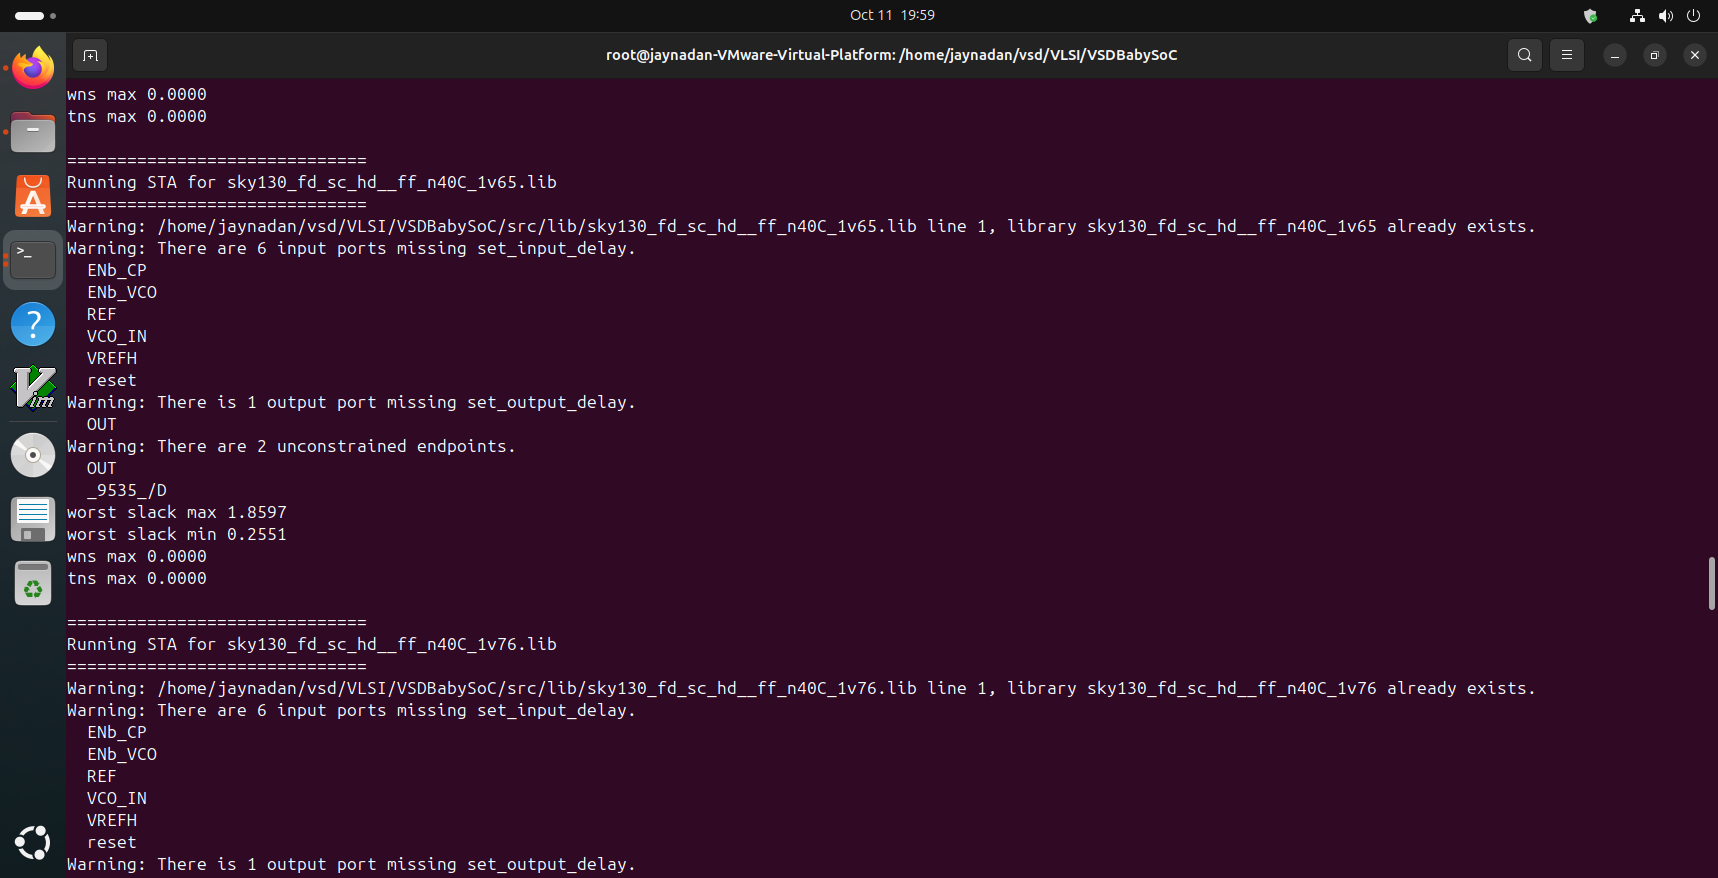 Oct 11 19:59
root@jaynadan-VMware-Virtual-Platform: /home/jaynadan/vsd/VLSI/VSDBabySoC
wns max 0.0000
tns max 0.0000
==============================
Running STA for sky130_fd_sc_hd__ff_n40C_1v65.lib
==============================
Warning: /home/jaynadan/vsd/VLSI/VSDBabySoC/src/lib/sky130_fd_sc_hd__ff_n40C_1v65.lib line 1, library sky130_fd_sc_hd__ff_n40C_1v65 already exists.
Warning: There are 6 input ports missing set_input_delay.
ENb_CP
ENb_VCO
REF
VCO_IN
VREFH
reset
Warning: There is 1 output port missing set_output_delay.
OUT
Warning: There are 2 unconstrained endpoints.
OUT
_9535_/D
worst slack max 1.8597
worst slack min 0.2551
wns max 0.0000
tns max 0.0000
==============================
Running STA for sky130_fd_sc_hd__ff_n40C_1v76.lib
==============================
Warning: /home/jaynadan/vsd/VLSI/VSDBabySoC/src/lib/sky130_fd_sc_hd__ff_n40C_1v76.lib line 1, library sky130_fd_sc_hd__ff_n40C_1v76 already exists.
Warning: There are 6 input ports missing set_input_delay.
ENb_CP
ENb_VCO
REF
VCO_IN
VREFH
reset
Warning: There is 1 output port missing set_output_delay.